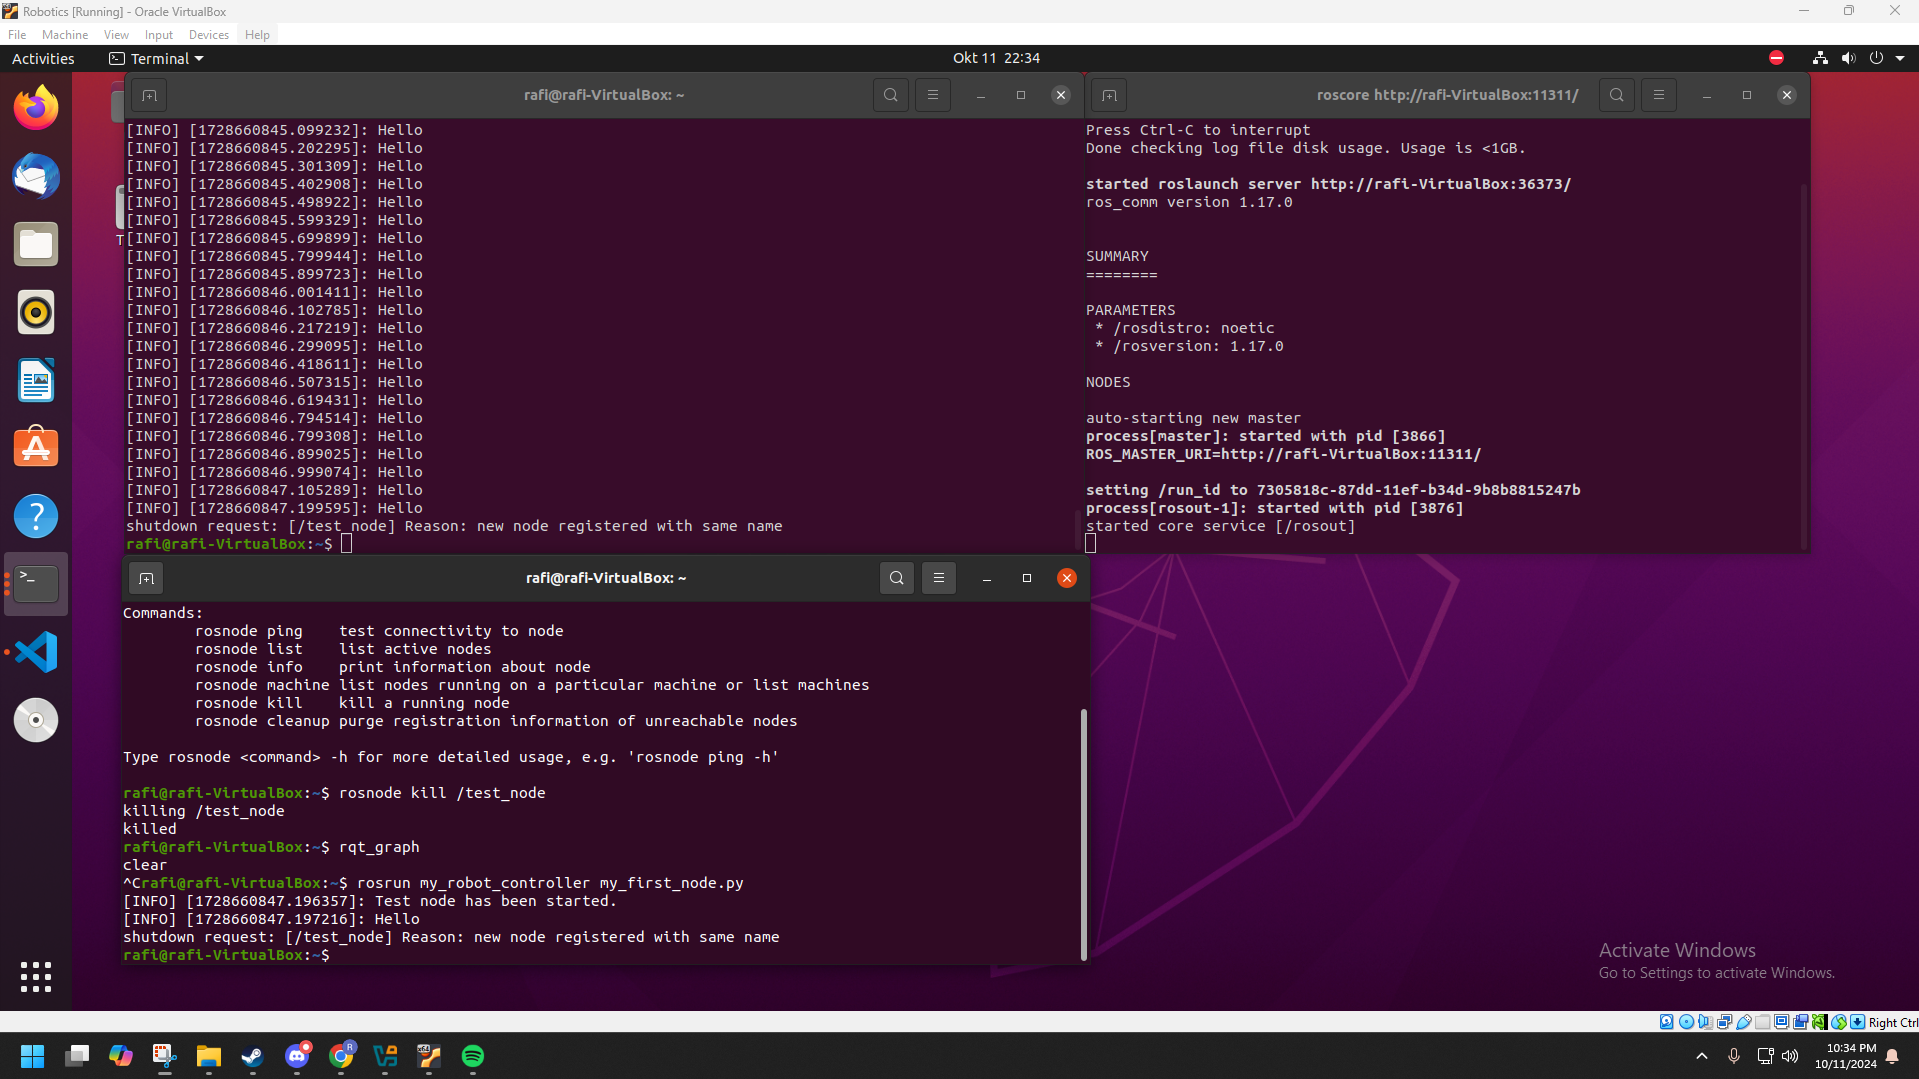 Robotics [Running] - Oracle VirtualBox
File Machine View Input Devices Help
Activities Terminal Okt 11 22:34
rafi@rafi-VirtualBox: ~
[INFO] [1728660845.099232]: Hello
[INFO] [1728660845.202295]: Hello
[INFO] [1728660845.301309]: Hello
[INFO] [1728660845.402908]: Hello
[INFO] [1728660845.498922]: Hello
[INFO] [1728660845.599329]: Hello
[INFO] [1728660845.699899]: Hello
[INFO] [1728660845.799944]: Hello
[INFO] [1728660845.899723]: Hello
[INFO] [1728660846.001411]: Hello
[INFO] [1728660846.102785]: Hello
[INFO] [1728660846.217219]: Hello
[INFO] [1728660846.299095]: Hello
[INFO] [1728660846.418611]: Hello
[INFO] [1728660846.507315]: Hello
[INFO] [1728660846.619431]: Hello
[INFO] [1728660846.794514]: Hello
[INFO] [1728660846.799308]: Hello
[INFO] [1728660846.899025]: Hello
[INFO] [1728660846.999074]: Hello
[INFO] [1728660847.105289]: Hello
[INFO] [1728660847.199595]: Hello
shutdown request: [/test_node] Reason: new node registered with same name
rafi@rafi-VirtualBox:~$
roscore http://rafi-VirtualBox:11311/
Press Ctrl-C to interrupt
Done checking log file disk usage. Usage is <1GB.
started roslaunch server http://rafi-VirtualBox:36373/
ros_comm version 1.17.0
SUMMARY
========
PARAMETERS
* /rosdistro: noetic
* /rosversion: 1.17.0
NODES
auto-starting new master
process[master]: started with pid [3866]
ROS_MASTER_URI=http://rafi-VirtualBox:11311/
setting /run_id to 7305818c-87dd-11ef-b34d-9b8b8815247b
process[rosout-1]: started with pid [3876]
started core service [/rosout]
rafi@rafi-VirtualBox: ~
Commands:
rosnode ping test connectivity to node
rosnode list list active nodes
rosnode info print information about node
rosnode machine list nodes running on a particular machine or list machines
rosnode kill kill a running node
rosnode cleanup purge registration information of unreachable nodes
Type rosnode <command> -h for more detailed usage, e.g. 'rosnode ping -h'
rafi@rafi-VirtualBox:~$ rosnode kill /test_node
killing /test_node
killed
rafi@rafi-VirtualBox:~$ rqt_graph
clear
^Crafi@rafi-VirtualBox:~$ rosrun my_robot_controller my_first_node.py
[INFO] [1728660847.196357]: Test node has been started.
[INFO] [1728660847.197216]: Hello
shutdown request: [/test_node] Reason: new node registered with same name
rafi@rafi-VirtualBox:~$
Activate Windows
Go to Settings to activate Windows.
Right Ctrl
10:34 PM
10/11/2024